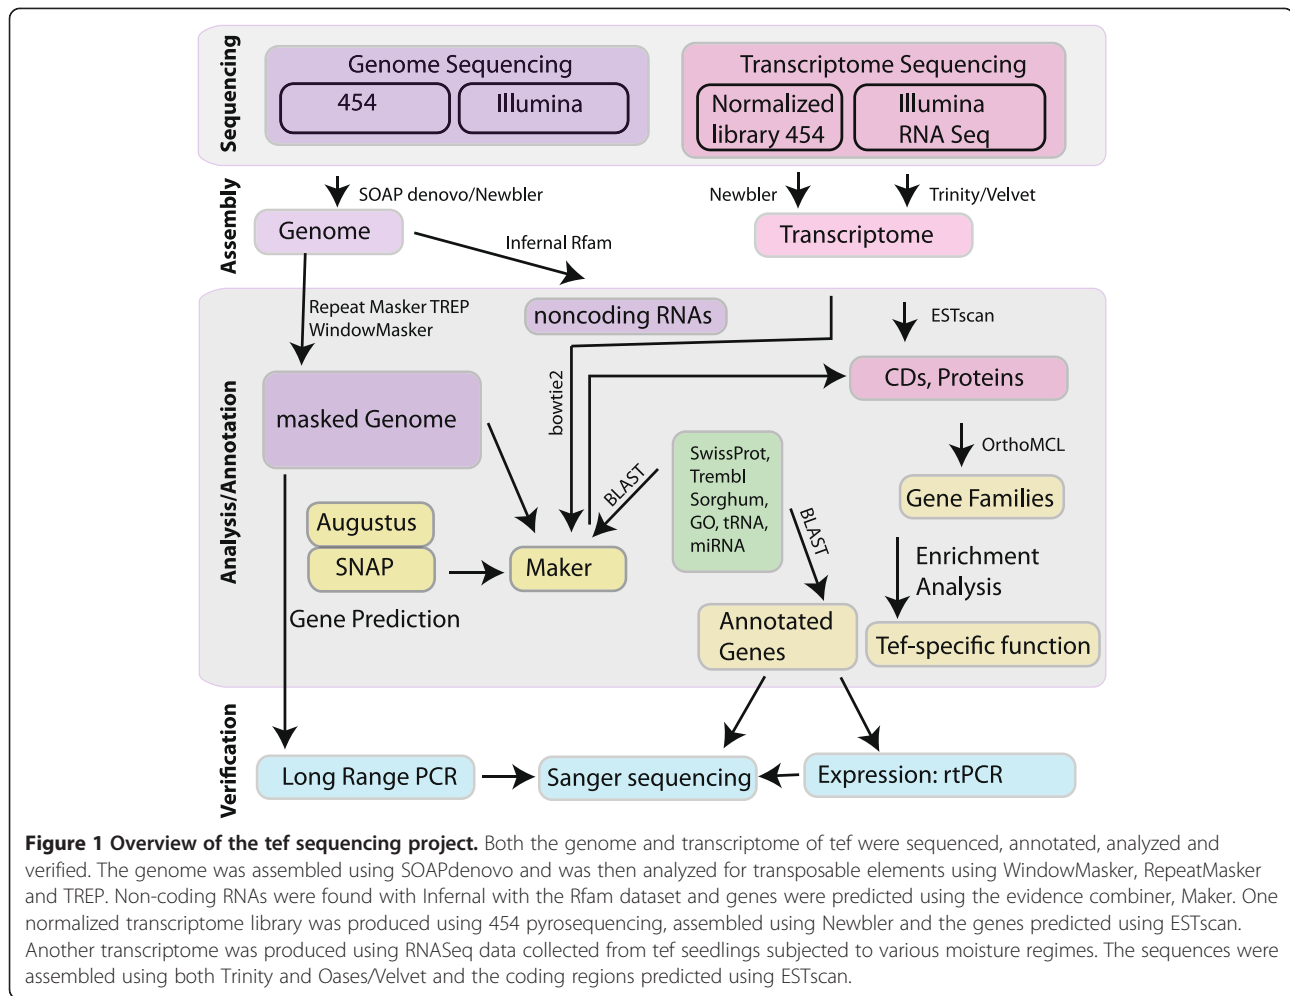 Sequencing
Genome Sequencing
454
Illumina
Transcriptome Sequencing
Normalized
library 454
Illumina
RNA Seq
Assembly
SOAP denovo/Newbler
Newbler
Trinity/Velvet
Genome
Infernal Rfam
Transcriptome
Analysis/Annotation
Repeat Masker TREP
WindowMasker
noncoding RNAs
ESTscan
masked Genome
bowtie2
CDs, Proteins
BLAST
SwissProt,
Trembl
Sorghum,
GO, tRNA,
miRNA
OrthoMCL
Gene Families
Augustus
SNAP
Maker
BLAST
Enrichment
Analysis
Gene Prediction
Annotated
Genes
Tef-specific function
Verification
Long Range PCR
Sanger sequencing
Expression: rtPCR
Figure 1 Overview of the tef sequencing project. Both the genome and transcriptome of tef were sequenced, annotated, analyzed and
verified. The genome was assembled using SOAPdenovo and was then analyzed for transposable elements using WindowMasker, RepeatMasker
and TREP. Non-coding RNAs were found with Infernal with the Rfam dataset and genes were predicted using the evidence combiner, Maker. One
normalized transcriptome library was produced using 454 pyrosequencing, assembled using Newbler and the genes predicted using ESTscan.
Another transcriptome was produced using RNASeq data collected from tef seedlings subjected to various moisture regimes. The sequences were
assembled using both Trinity and Oases/Velvet and the coding regions predicted using ESTscan.